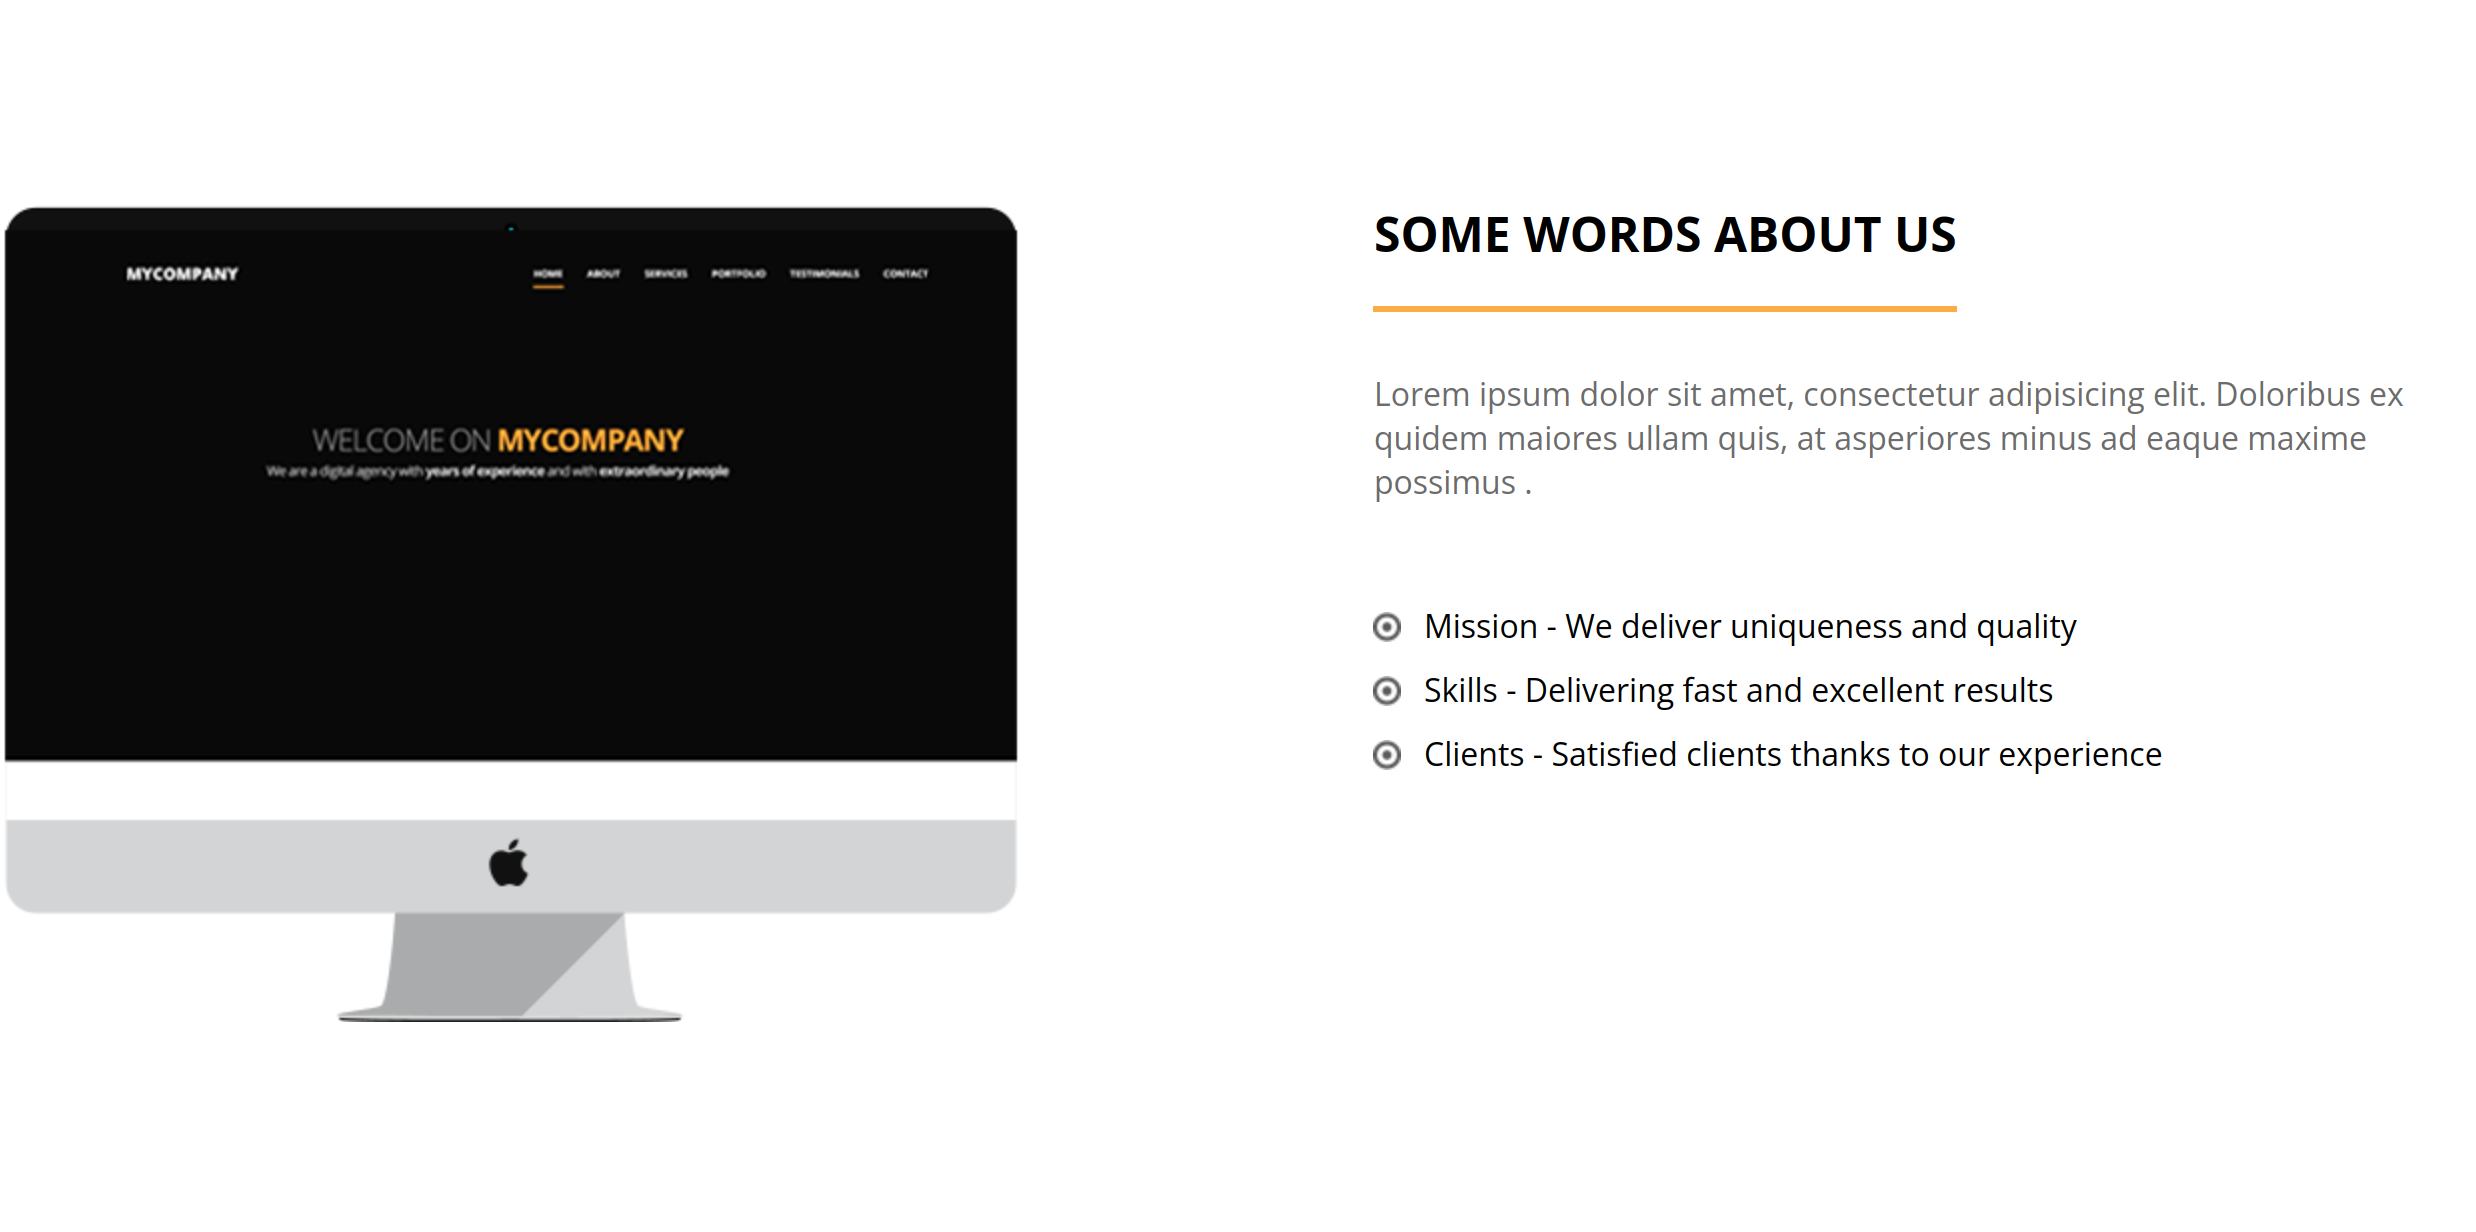 MYCOMPANY
HOME ABOUT SERVICES PORTFOLIO TESTIMONIALS CONTACT
WELCOME ON MYCOMPANY
We are a digital agency with years of experience and with extraordinary people
SOME WORDS ABOUT US
Lorem ipsum dolor sit amet, consectetur adipisicing elit. Doloribus ex
quidem maiores ullam quis, at asperiores minus ad eaque maxime
possimus .
Mission - We deliver uniqueness and quality
Skills - Delivering fast and excellent results
Clients - Satisfied clients thanks to our experience